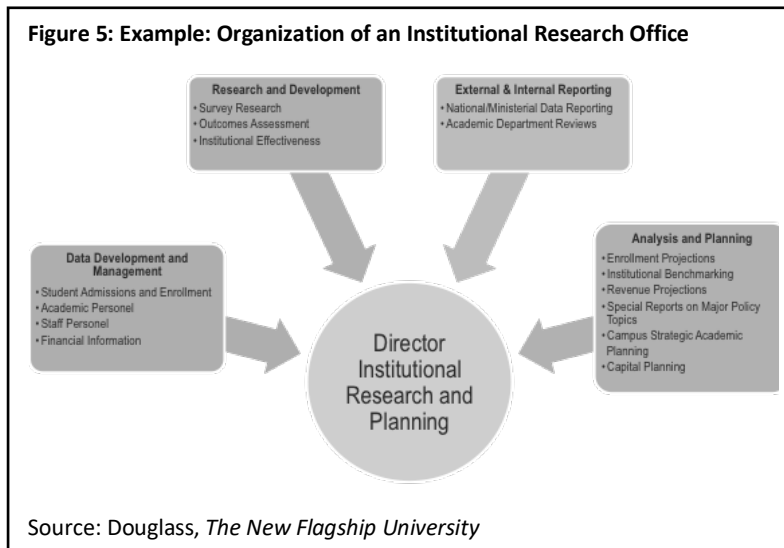 Figure 5: Example: Organization of an Institutional Research Office
Research and Development
• Survey Research
• Outcomes Assessment
• Institutional Effectiveness
External & Internal Reporting
• National/Ministerial Data Reporting
• Academic Department Reviews
Data Development and
Management
• Student Admissions and Enrollment
• Academic Personel
• Staff Personel
• Financial Information
Analysis and Planning
• Enrollment Projections
• Institutional Benchmarking
• Revenue Projections
• Special Reports on Major Policy
Topics
• Campus Strategic Academic
Planning
• Capital Planning
Director
Institutional
Research and
Planning
Source: Douglass, The New Flagship University